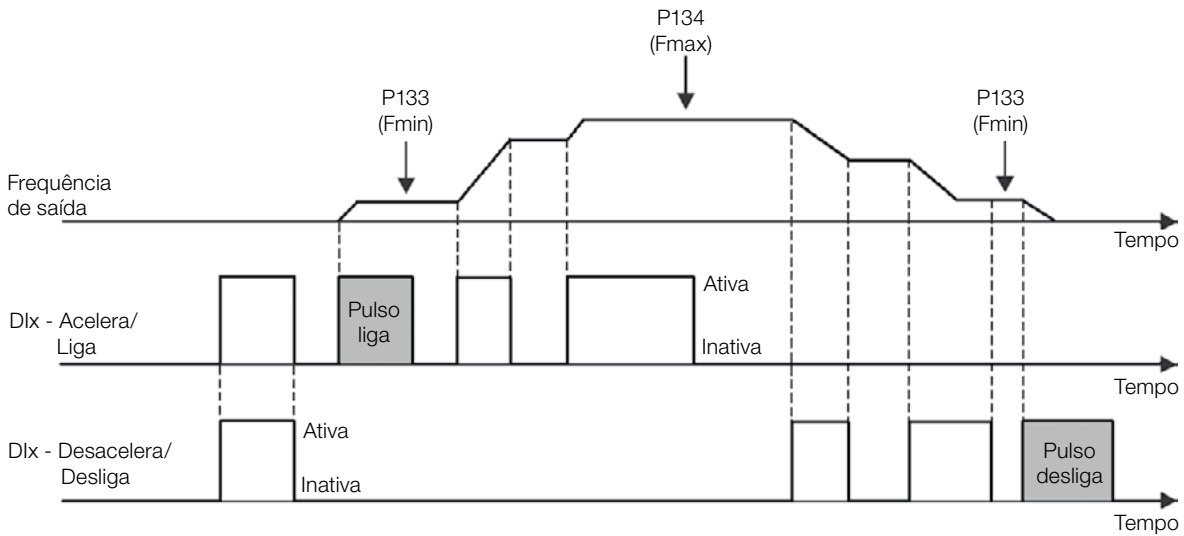 P134
(Fmax)
P133
(Fmin)
P133
(Fmin)
Frequência
de saída
Tempo
DIx - Acelera/
Liga
Pulso
liga
Ativa
Inativa
Tempo
DIx - Desacelera/
Desliga
Ativa
Inativa
Pulso
desliga
Tempo